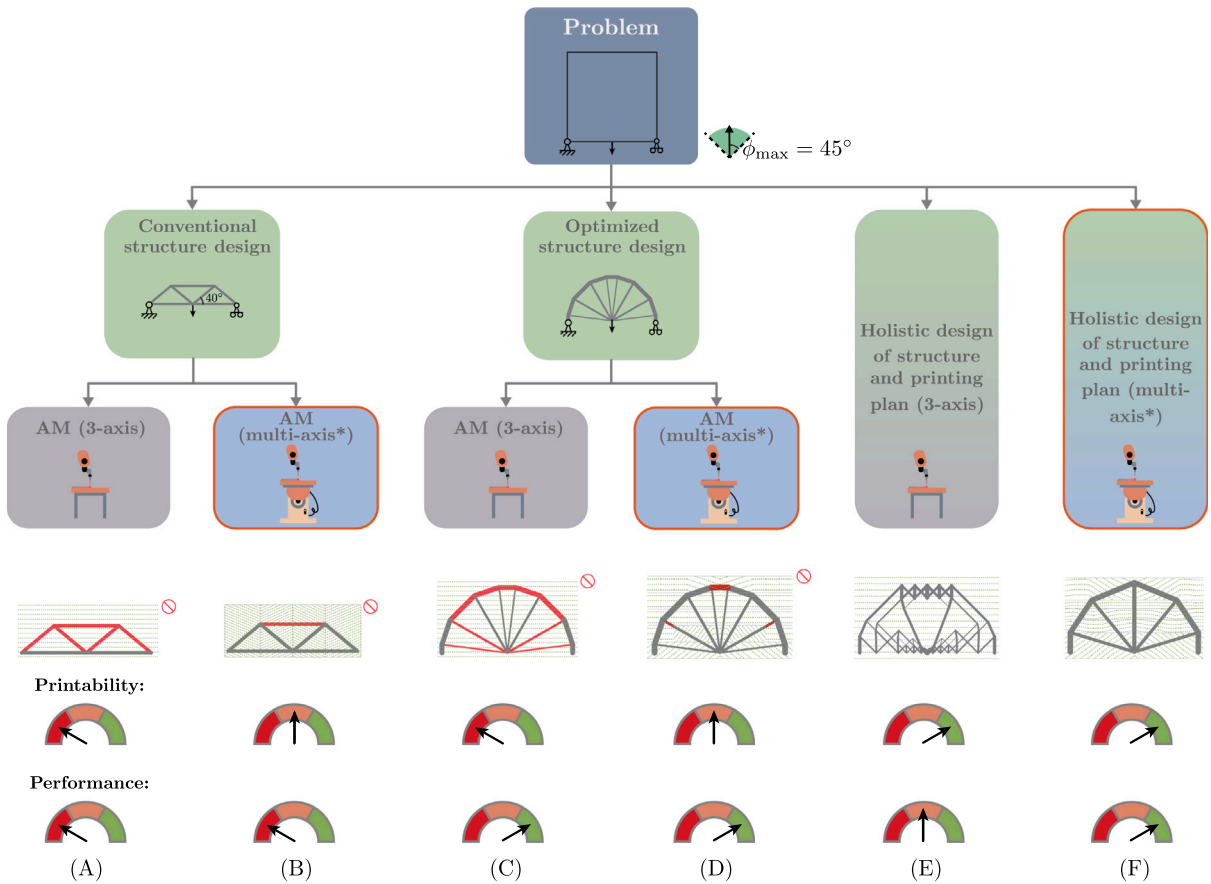 Problem
ϕmax = 45°
Conventional
structure design
40°
Optimized
structure design
Holistic design
of structure
and printing
plan (3-axis)
Holistic design
of structure
and printing
plan (multi-
axis*)
AM (3-axis)
AM
(multi-axis*)
AM (3-axis)
AM
(multi-axis*)
Printability:
Performance:
(A)
(B)
(C)
(D)
(E)
(F)